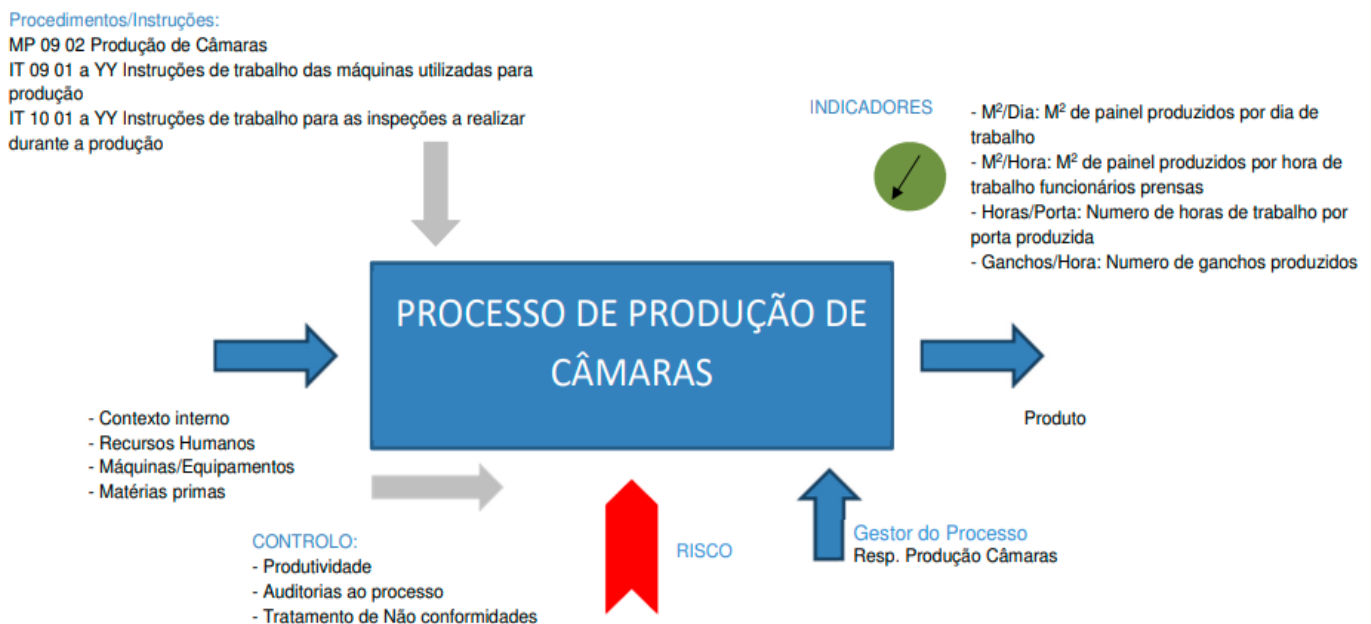 Procedimentos/Instruções:
MP 09 02 Produção de Câmaras
IT 09 01 a YY Instruções de trabalho das máquinas utilizadas para
produção
IT 10 01 a YY Instruções de trabalho para as inspeções a realizar
durante a produção
INDICADORES
- M²/Dia: M² de painel produzidos por dia de
trabalho
- M²/Hora: M² de painel produzidos por hora de
trabalho funcionários prensas
- Horas/Porta: Numero de horas de trabalho por
porta produzida
- Ganchos/Hora: Numero de ganchos produzidos
PROCESSO DE PRODUÇÃO DE
CÂMARAS
- Contexto interno
- Recursos Humanos
- Máquinas/Equipamentos
- Matérias primas
Produto
CONTROLO:
- Produtividade
- Auditorias ao processo
- Tratamento de Não conformidades
RISCO
Gestor do Processo
Resp. Produção Câmaras